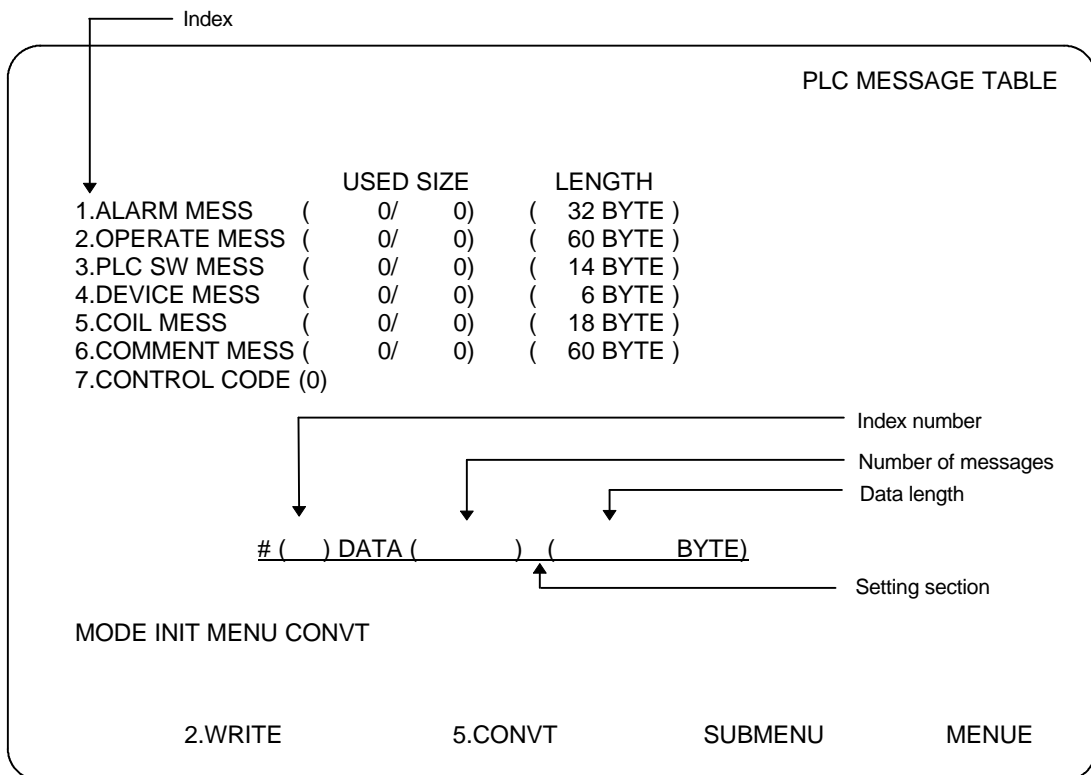 Index
PLC MESSAGE TABLE
USED SIZE LENGTH
1.ALARM MESS ( 0/ 0) ( 32 BYTE )
2.OPERATE MESS ( 0/ 0) ( 60 BYTE )
3.PLC SW MESS ( 0/ 0) ( 14 BYTE )
4.DEVICE MESS ( 0/ 0) ( 6 BYTE )
5.COIL MESS ( 0/ 0) ( 18 BYTE )
6.COMMENT MESS ( 0/ 0) ( 60 BYTE )
7.CONTROL CODE (0)
Index number
Number of messages
Data length
# ( ) DATA ( ) ( BYTE)
Setting section
MODE INIT MENU CONVT
2.WRITE 5.CONVT SUBMENU MENUE